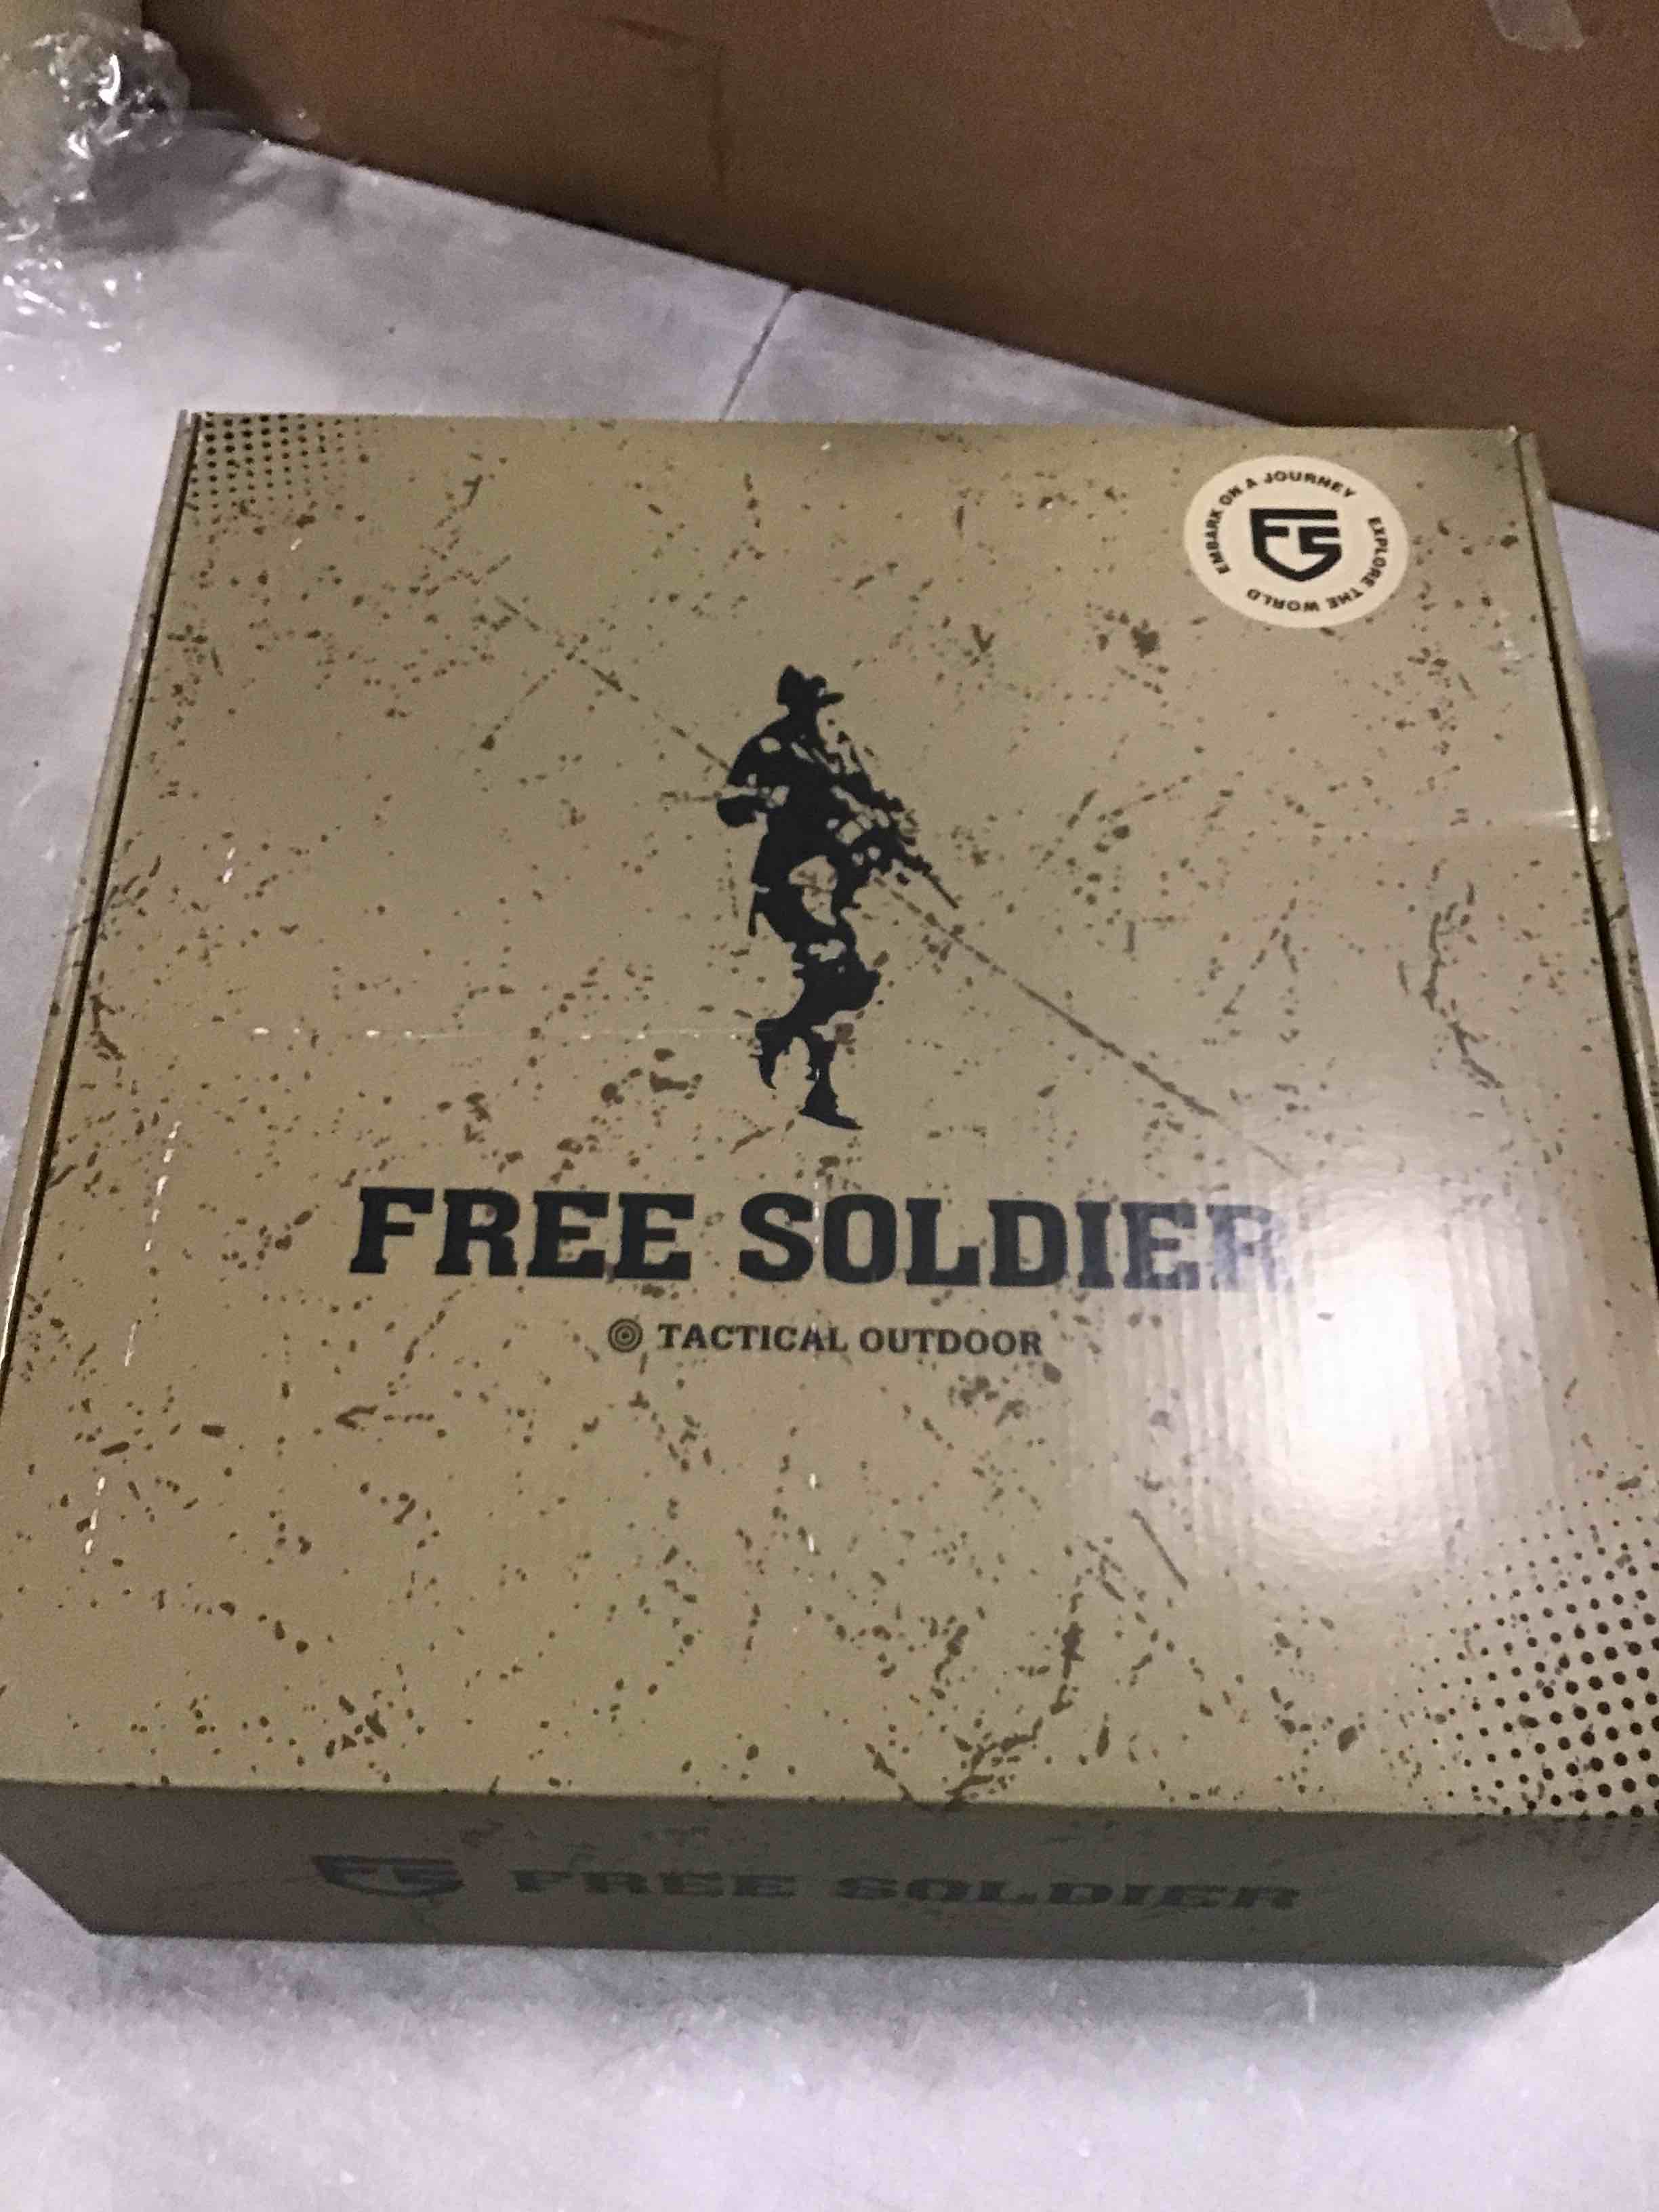 EMBARK ON A JOURNEY
EXPLORE THE WORLD
FS
FREE SOLDIER
TACTICAL OUTDOOR
FS FREE SOLDIER